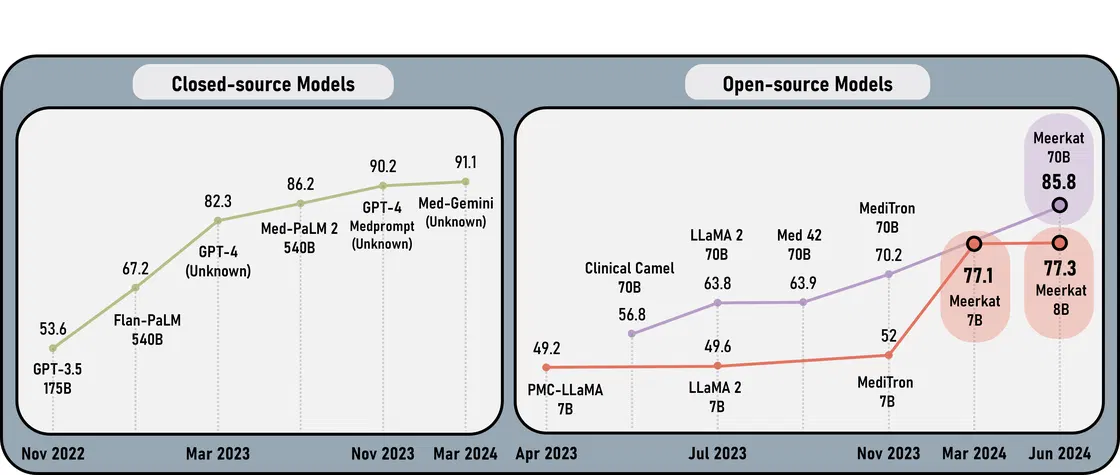 Closed-source Models
53.6
GPT-3.5
175B
67.2
Flan-PaLM
540B
82.3
GPT-4
(Unknown)
86.2
Med-PaLM 2
540B
90.2
GPT-4
Medprompt
(Unknown)
91.1
Med-Gemini
(Unknown)
Nov 2022
Mar 2023
Nov 2023
Mar 2024
Open-source Models
49.2
PMC-LLaMA
7B
Clinical Camel
70B
56.8
LLaMA 2
70B
63.8
49.6
LLaMA 2
7B
Med 42
70B
63.9
MediTron
70B
70.2
52
MediTron
7B
77.1
Meerkat
7B
Meerkat
70B
85.8
77.3
Meerkat
8B
Apr 2023
Jul 2023
Nov 2023
Mar 2024
Jun 2024